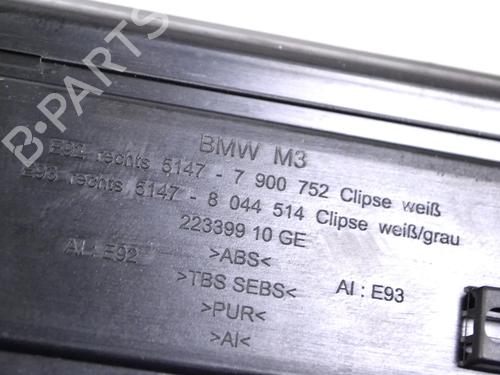 BMW M3
E92 rechts 5147 - 7 900 752 Clipse weiß
E93 rechts 5147 - 8 044 514 Clipse weiß/grau
223399 10 GE
AI : E92
>ABS<
>TBS SEBS<
AI : E93
>PUR<
>AI<
B-PARTS